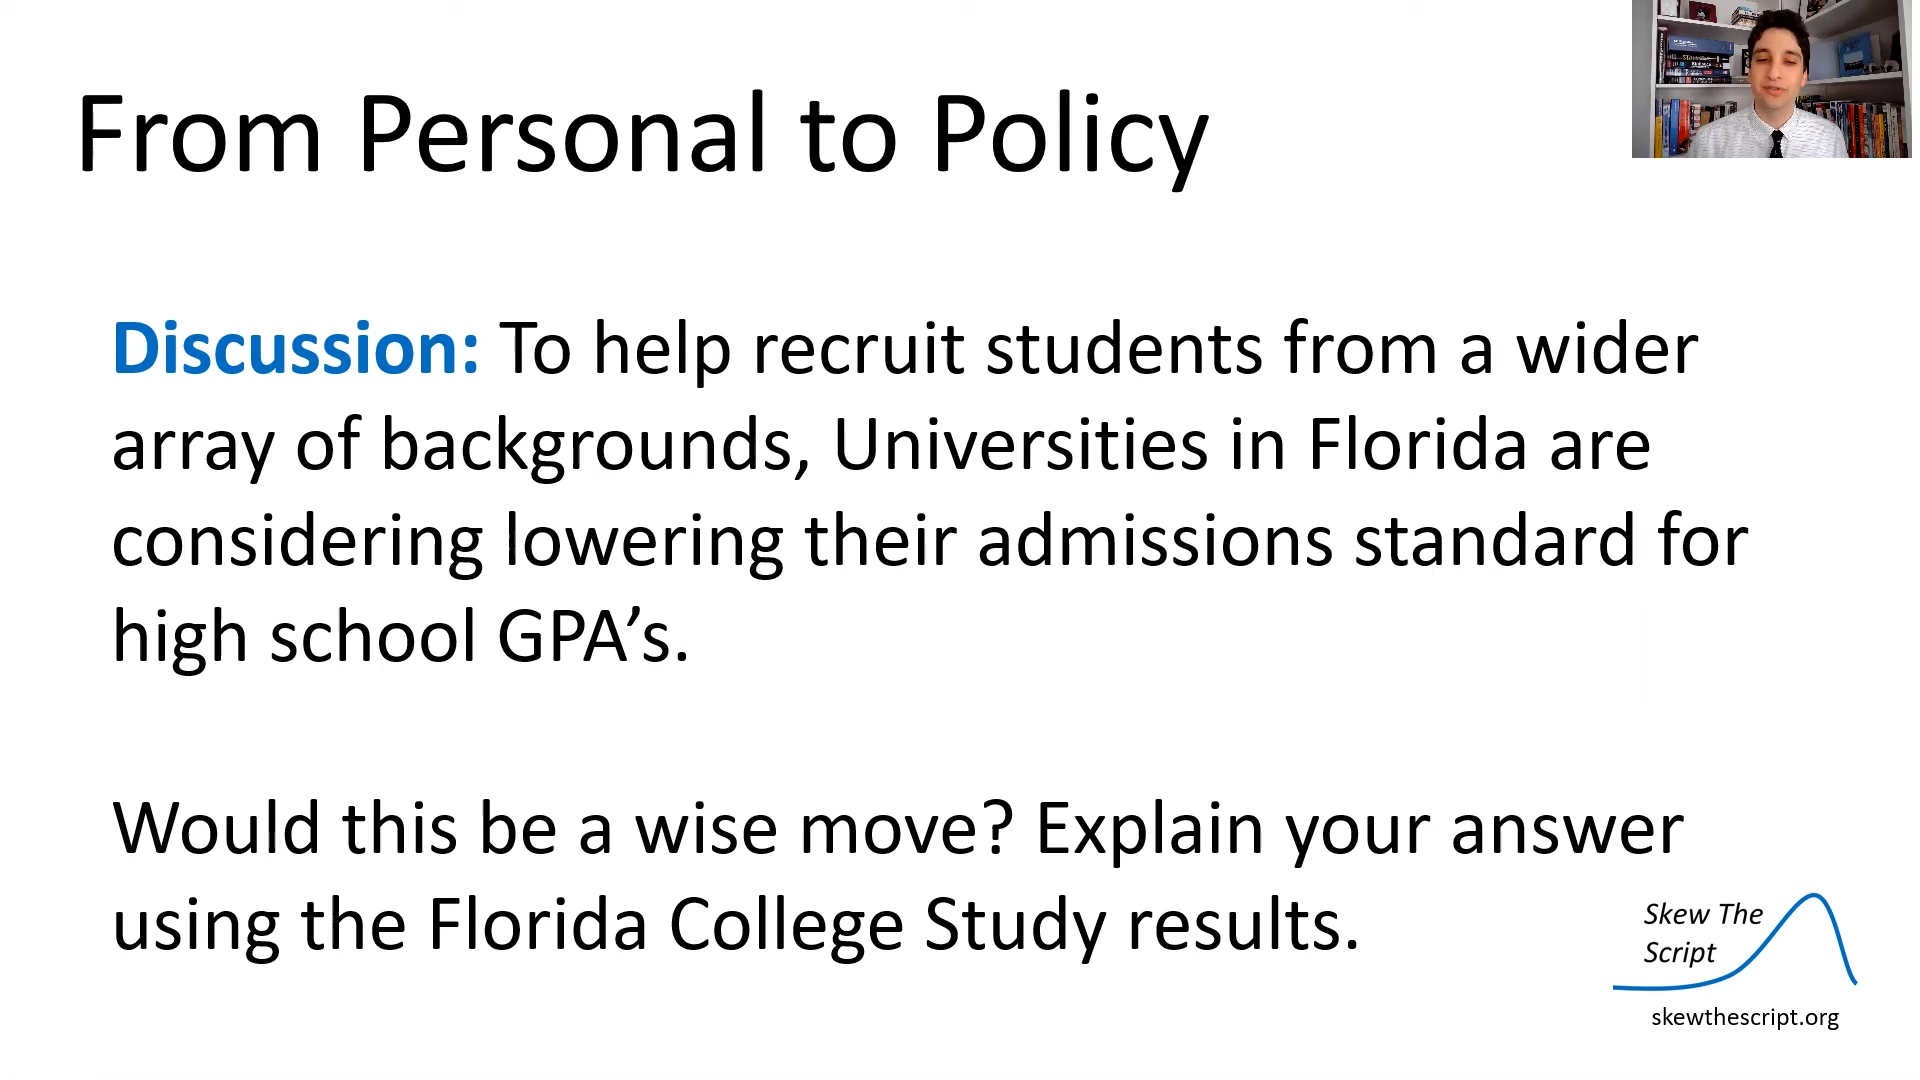 From Personal to Policy
Discussion: To help recruit students from a wider
array of backgrounds, Universities in Florida are
considering lowering their admissions standard for
high school GPA’s.
Would this be a wise move? Explain your answer
using the Florida College Study results.
Skew The
Script
skewthescript.org